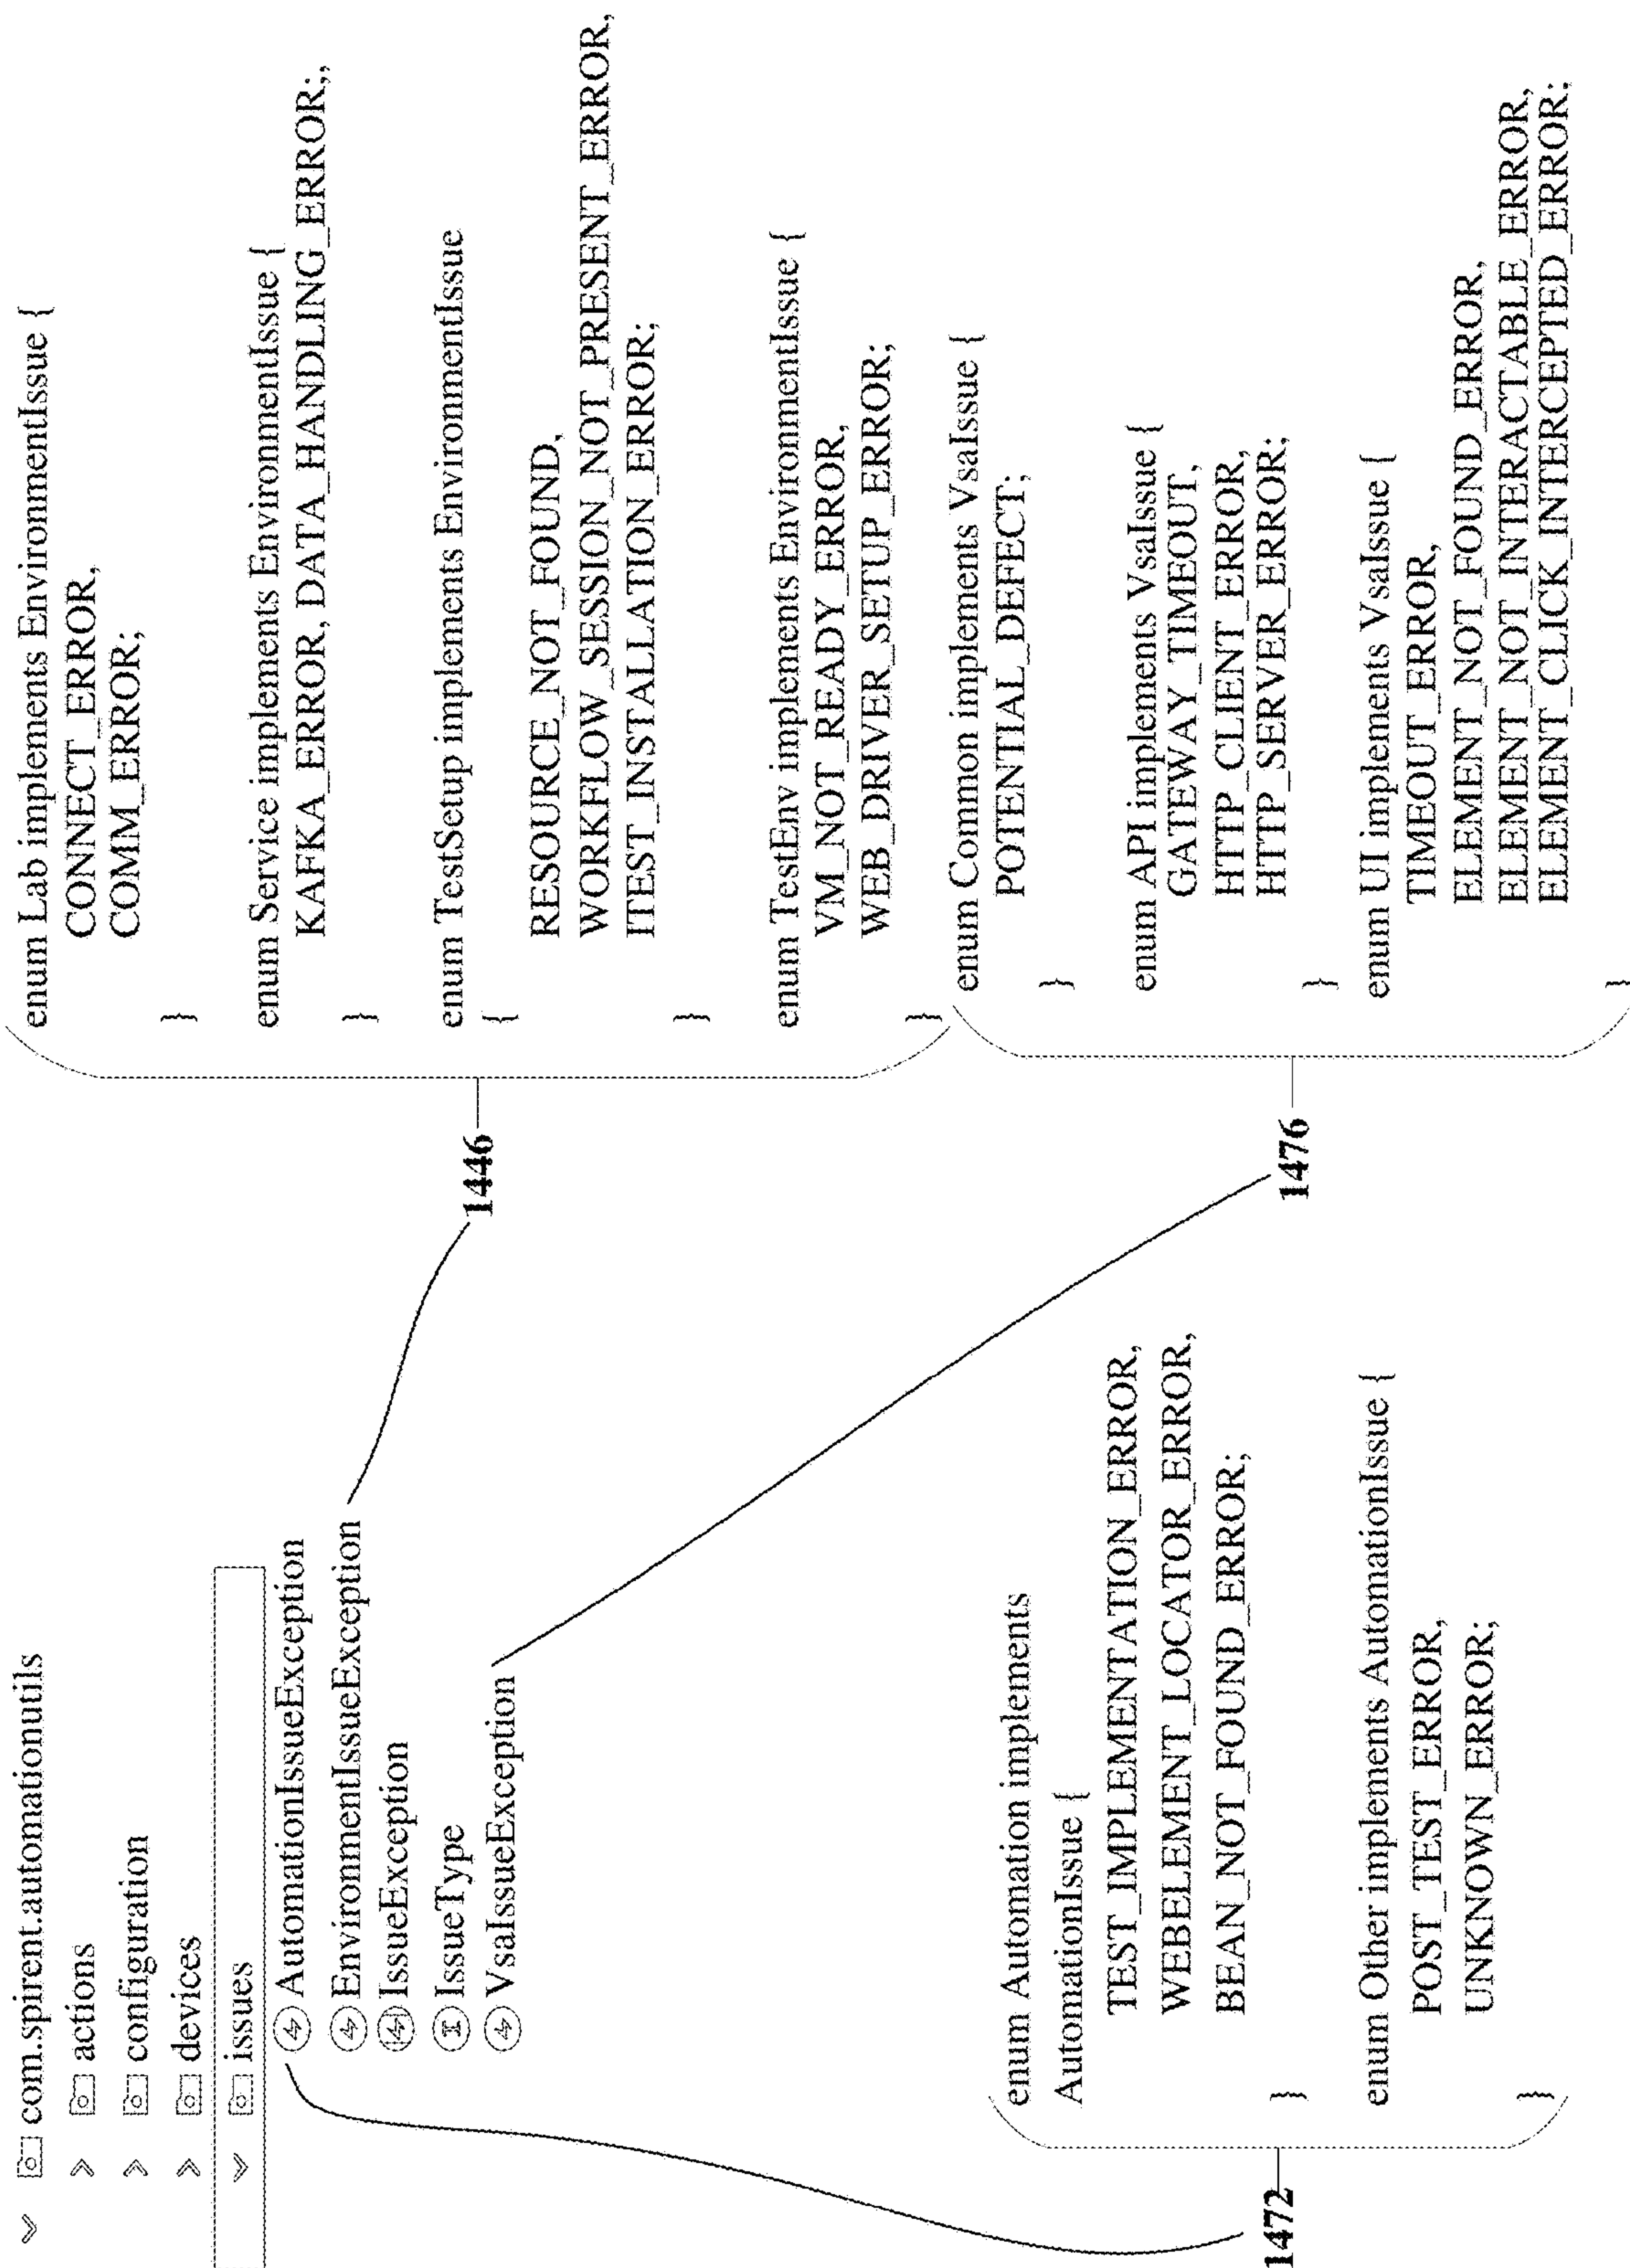 com.spirent.automationutils
actions
configuration
devices
issues
AutomationIssueException
EnvironmentIssueException
IssueException
IssueType
VsaIssueException
1446
enum Lab implements EnvironmentIssue {
CONNECT_ERROR,
COMM_ERROR;
}
enum Service implements EnvironmentIssue {
KAFKA_ERROR, DATA_HANDLING_ERROR;,
}
enum TestSetup implements EnvironmentIssue
{
RESOURCE_NOT_FOUND,
WORKFLOW_SESSION_NOT_PRESENT_ERROR,
ITEST_INSTALLATION_ERROR;
}
enum TestEnv implements EnvironmentIssue {
VM_NOT_READY_ERROR,
WEB_DRIVER_SETUP_ERROR;
}
1472
enum Automation implements
AutomationIssue {
TEST_IMPLEMENTATION_ERROR,
WEBELEMENT_LOCATOR_ERROR,
BEAN_NOT_FOUND_ERROR;
}
enum Other implements AutomationIssue {
POST_TEST_ERROR,
UNKNOWN_ERROR;
}
1476
enum Common implements VsaIssue {
POTENTIAL_DEFECT;
}
enum API implements VsaIssue {
GATEWAY_TIMEOUT,
HTTP_CLIENT_ERROR,
HTTP_SERVER_ERROR;
}
enum UI implements VsaIssue {
TIMEOUT_ERROR,
ELEMENT_NOT_FOUND_ERROR,
ELEMENT_NOT_INTERACTABLE_ERROR,
ELEMENT_CLICK_INTERCEPTED_ERROR;
}